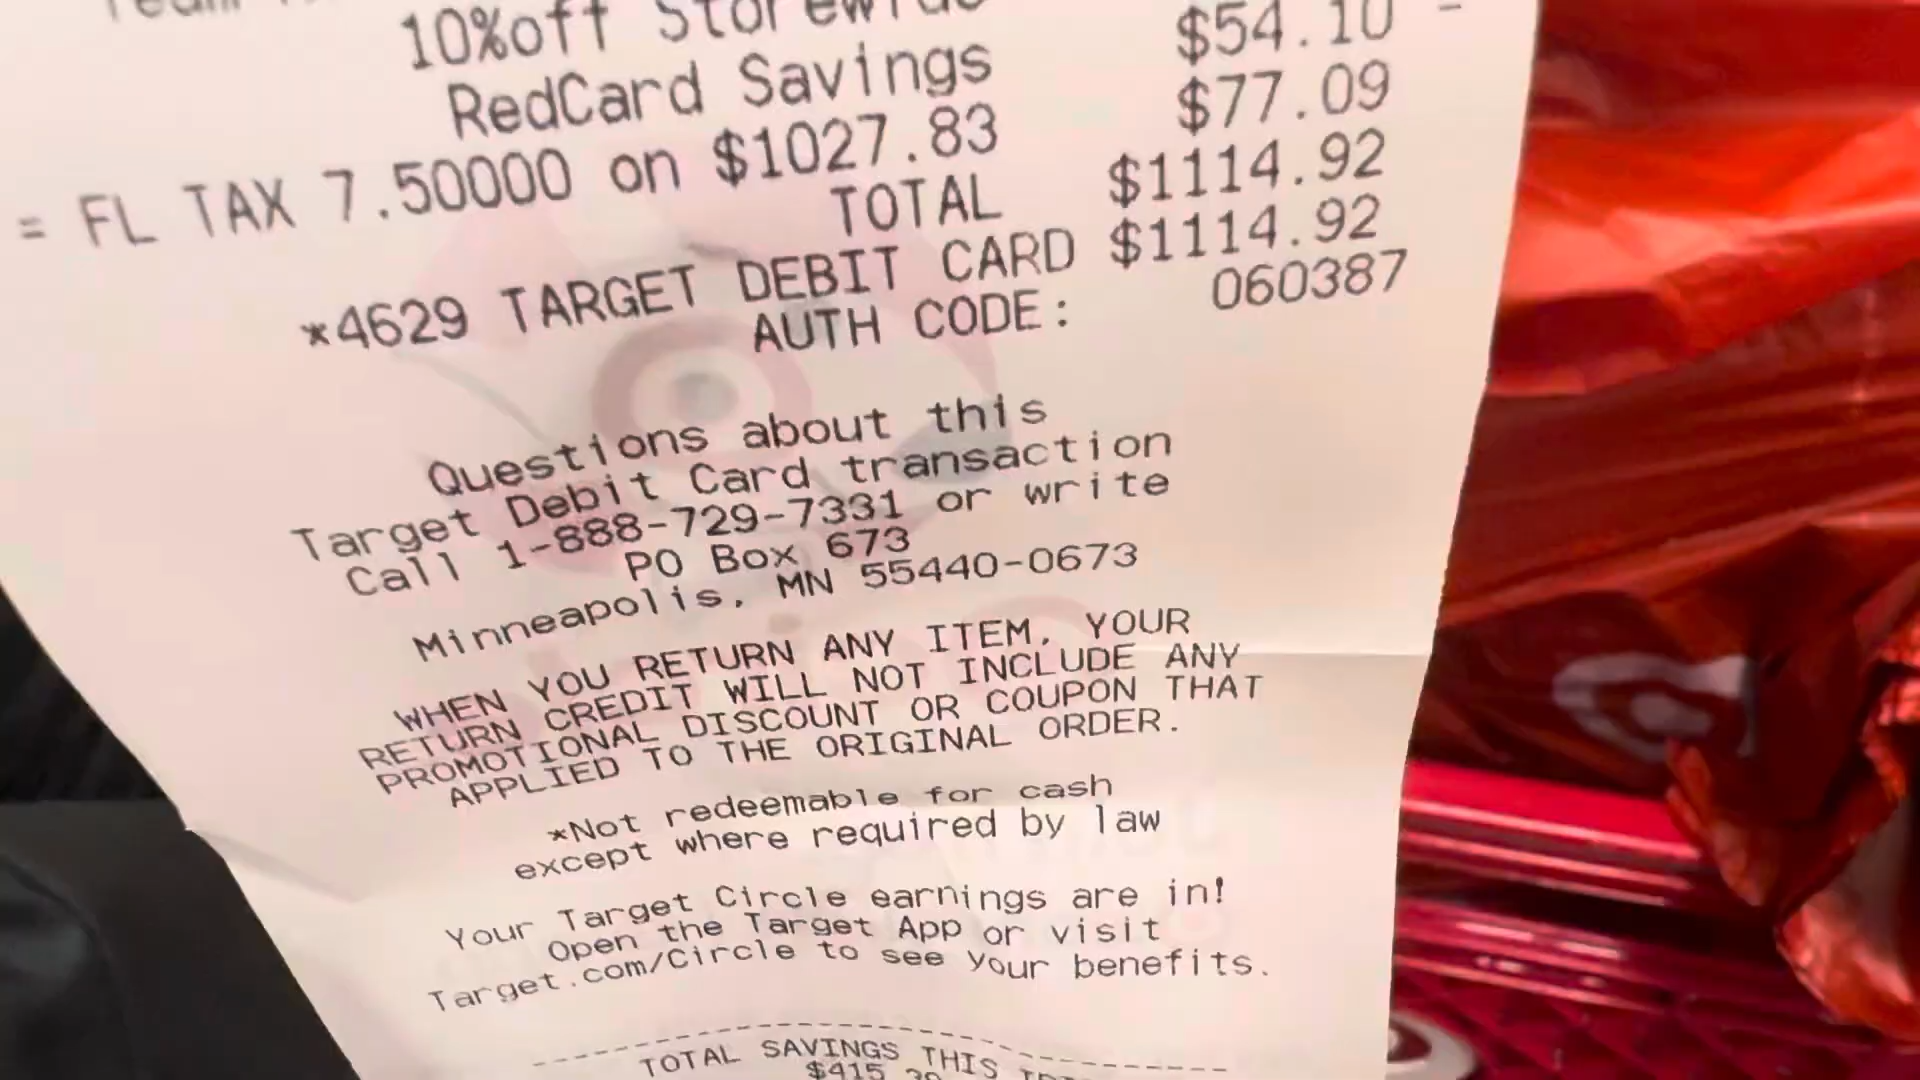 10%off Storewide
RedCard Savings $54.10 -
= FL TAX 7.50000 on $1027.83 $77.09
TOTAL $1114.92
*4629 TARGET DEBIT CARD $1114.92
AUTH CODE: 060387
Questions about this
Target Debit Card transaction
Call 1-888-729-7331 or write
PO Box 673
Minneapolis, MN 55440-0673
WHEN YOU RETURN ANY ITEM, YOUR
RETURN CREDIT WILL NOT INCLUDE ANY
PROMOTIONAL DISCOUNT OR COUPON THAT
APPLIED TO THE ORIGINAL ORDER.
*Not redeemable for cash
except where required by law
Your Target Circle earnings are in!
Open the Target App or visit
Target.com/Circle to see your benefits.
TOTAL SAVINGS THIS